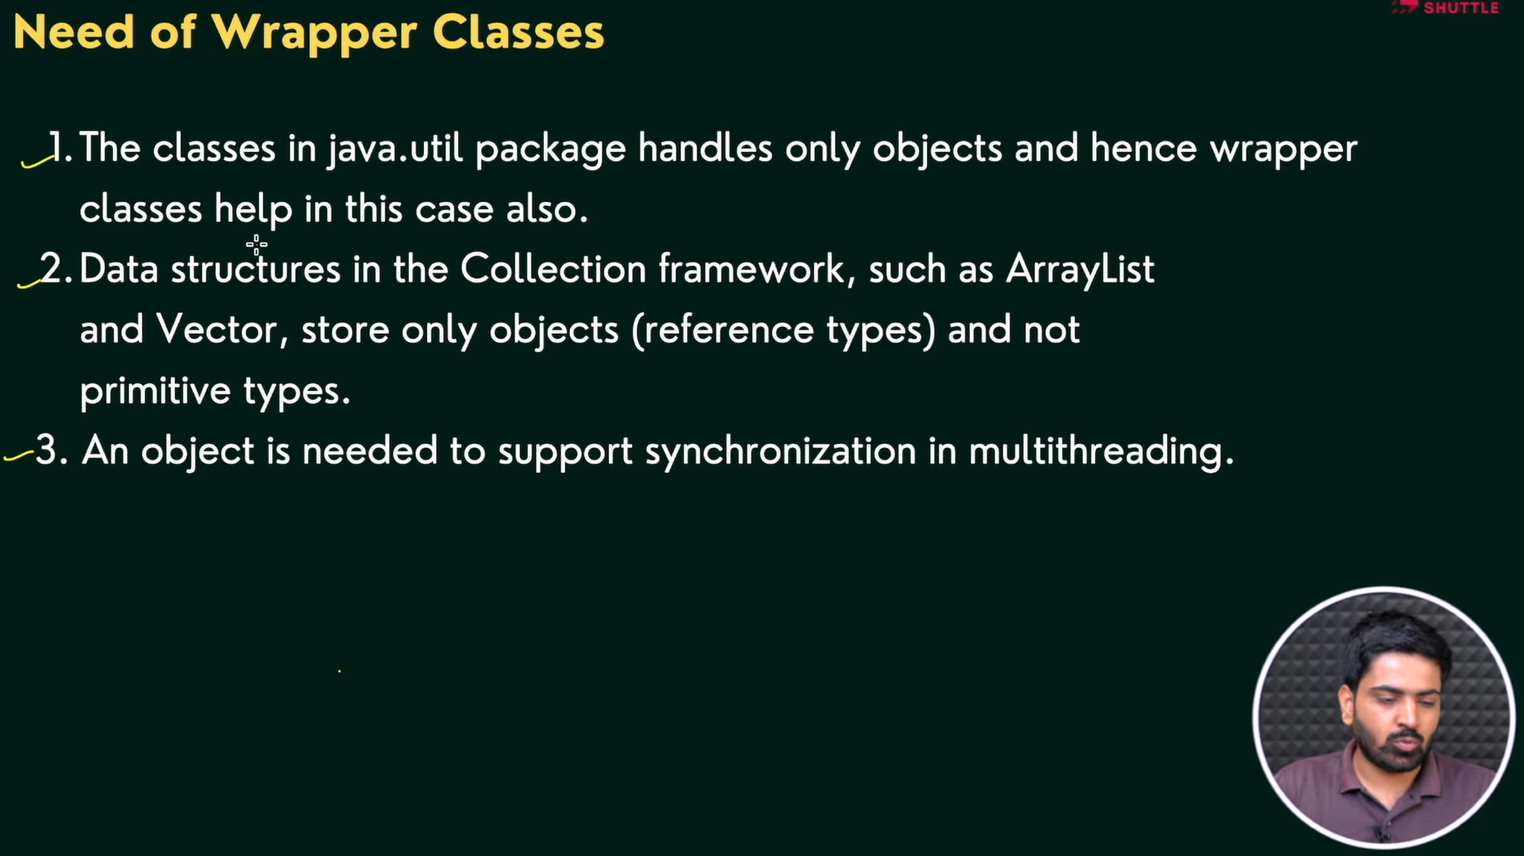 SHUTTLE
Need of Wrapper Classes
1. The classes in java.util package handles only objects and hence wrapper
classes help in this case also.
2. Data structures in the Collection framework, such as ArrayList
and Vector, store only objects (reference types) and not
primitive types.
3. An object is needed to support synchronization in multithreading.